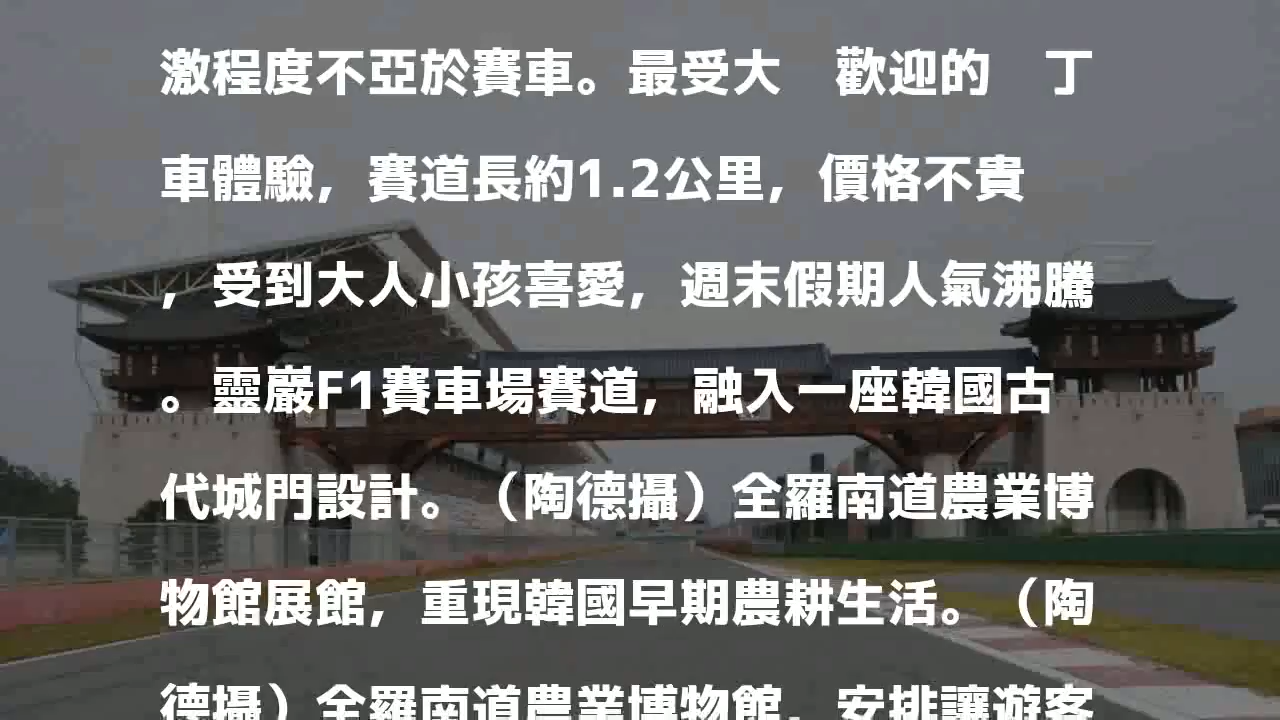 激程度不亞於賽車。最受大　歡迎的　丁
車體驗，賽道長約1.2公里，價格不貴
，受到大人小孩喜愛，週末假期人氣沸騰
。靈巖F1賽車場賽道，融入一座韓國古
代城門設計。（陶德攝）全羅南道農業博
物館展館，重現韓國早期農耕生活。（陶
德攝）全羅南道農業博物館，安排讓遊客